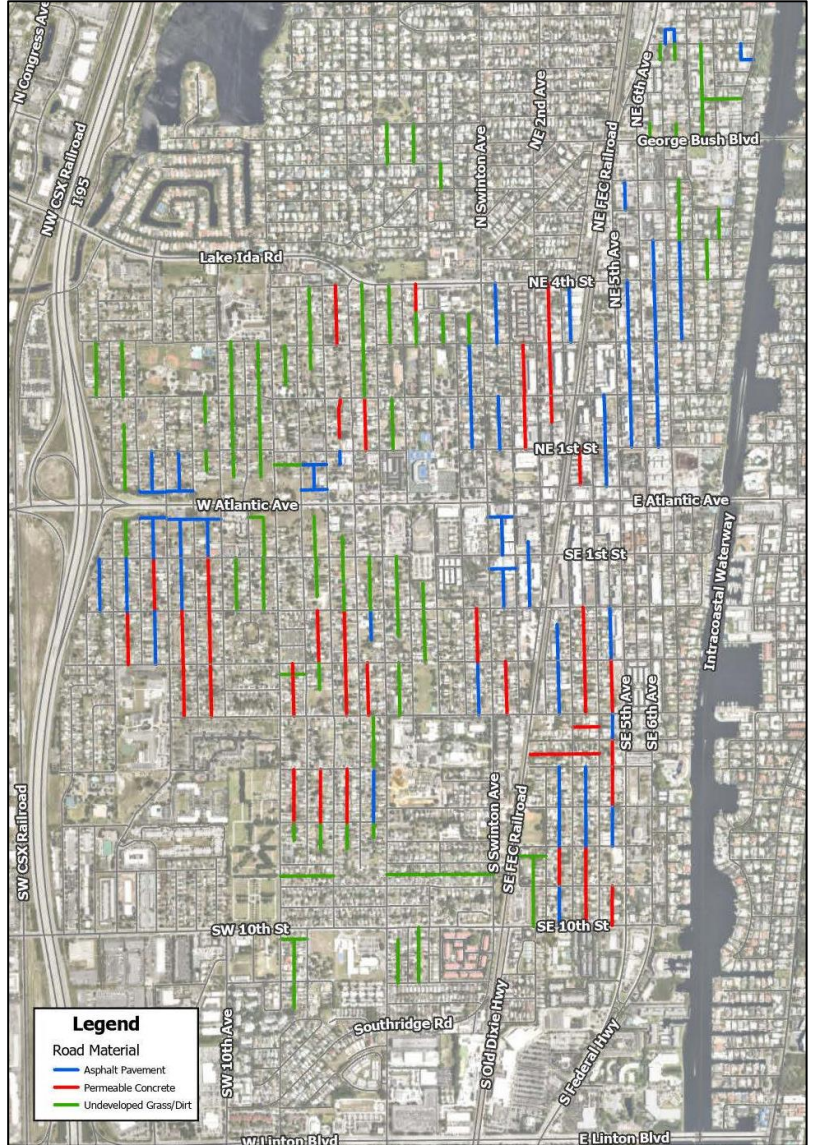 N Congress Ave
NW CSX Railroad
I95
NE 6th Ave
NE 2nd Ave
George Bush Blvd
N Swinton Ave
NE FEC Railroad
Lake Ida Rd
NE 4th St
NE 5th Ave
NE 1st St
W Atlantic Ave
E Atlantic Ave
SE 1st St
Intracoastal Waterway
SE 5th Ave
SE 6th Ave
SW CSX Railroad
S Swinton Ave
SE FEC Railroad
SW 10th St
SE 10th St
SW 10th Ave
Southridge Rd
S Old Dixie Hwy
S Federal Hwy
W Linton Blvd
E Linton Blvd
Legend
Road Material
Asphalt Pavement
Permeable Concrete
Undeveloped Grass/Dirt